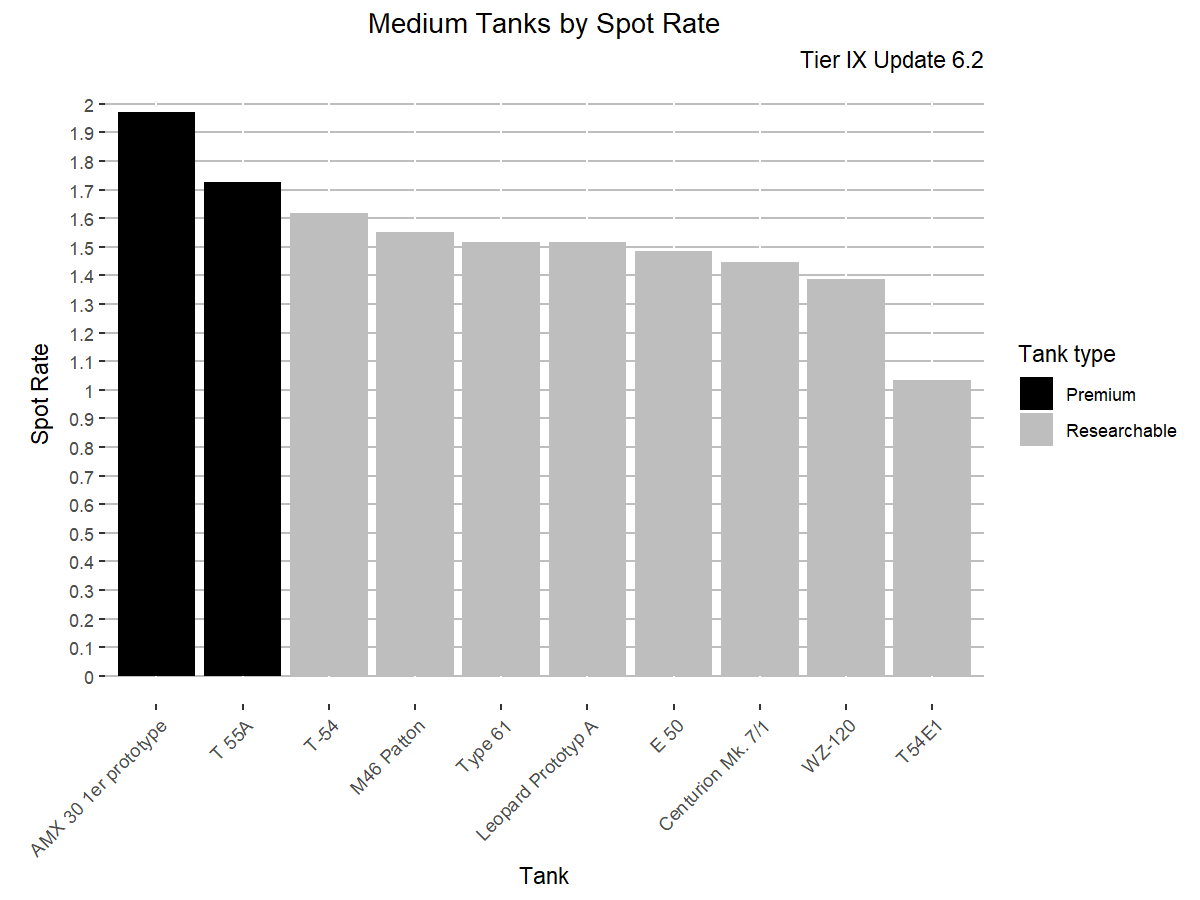 Medium Tanks by Spot Rate
Tier IX Update 6.2
2
1.9
1.8
1.7
1.6
1.5
1.4
1.3
1.2
1.1
1
0.9
0.8
0.7
0.6
0.5
0.4
0.3
0.2
0.1
0
Spot Rate
AMX 30 1er prototype
T 55A
T-54
M46 Patton
Type 61
Leopard Prototyp A
E 50
Centurion Mk. 7/1
WZ-120
T54E1
Tank
Tank type
Premium
Researchable